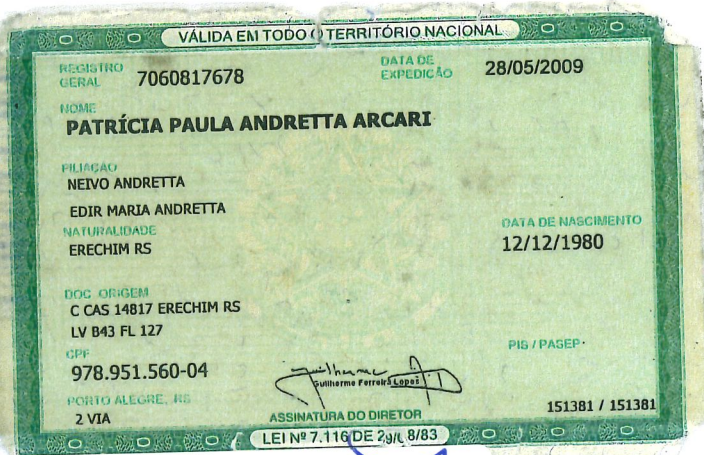 VÁLIDA EM TODO O TERRITÓRIO NACIONAL
REGISTRO GERAL 7060817678 DATA DE EXPEDIÇÃO 28/05/2009
NOME
PATRÍCIA PAULA ANDRETTA ARCARI
FILIAÇÃO
NEIVO ANDRETTA
EDIR MARIA ANDRETTA
NATURALIDADE DATA DE NASCIMENTO
ERECHIM RS 12/12/1980
DOC ORIGEM
C CAS 14817 ERECHIM RS
LV B43 FL 127
CPF PIS / PASEP
978.951.560-04
Guilherme Ferreira Lopes
PORTO ALEGRE, RS 151381 / 151381
2 VIA ASSINATURA DO DIRETOR
LEI Nº 7.116 DE 29/08/83